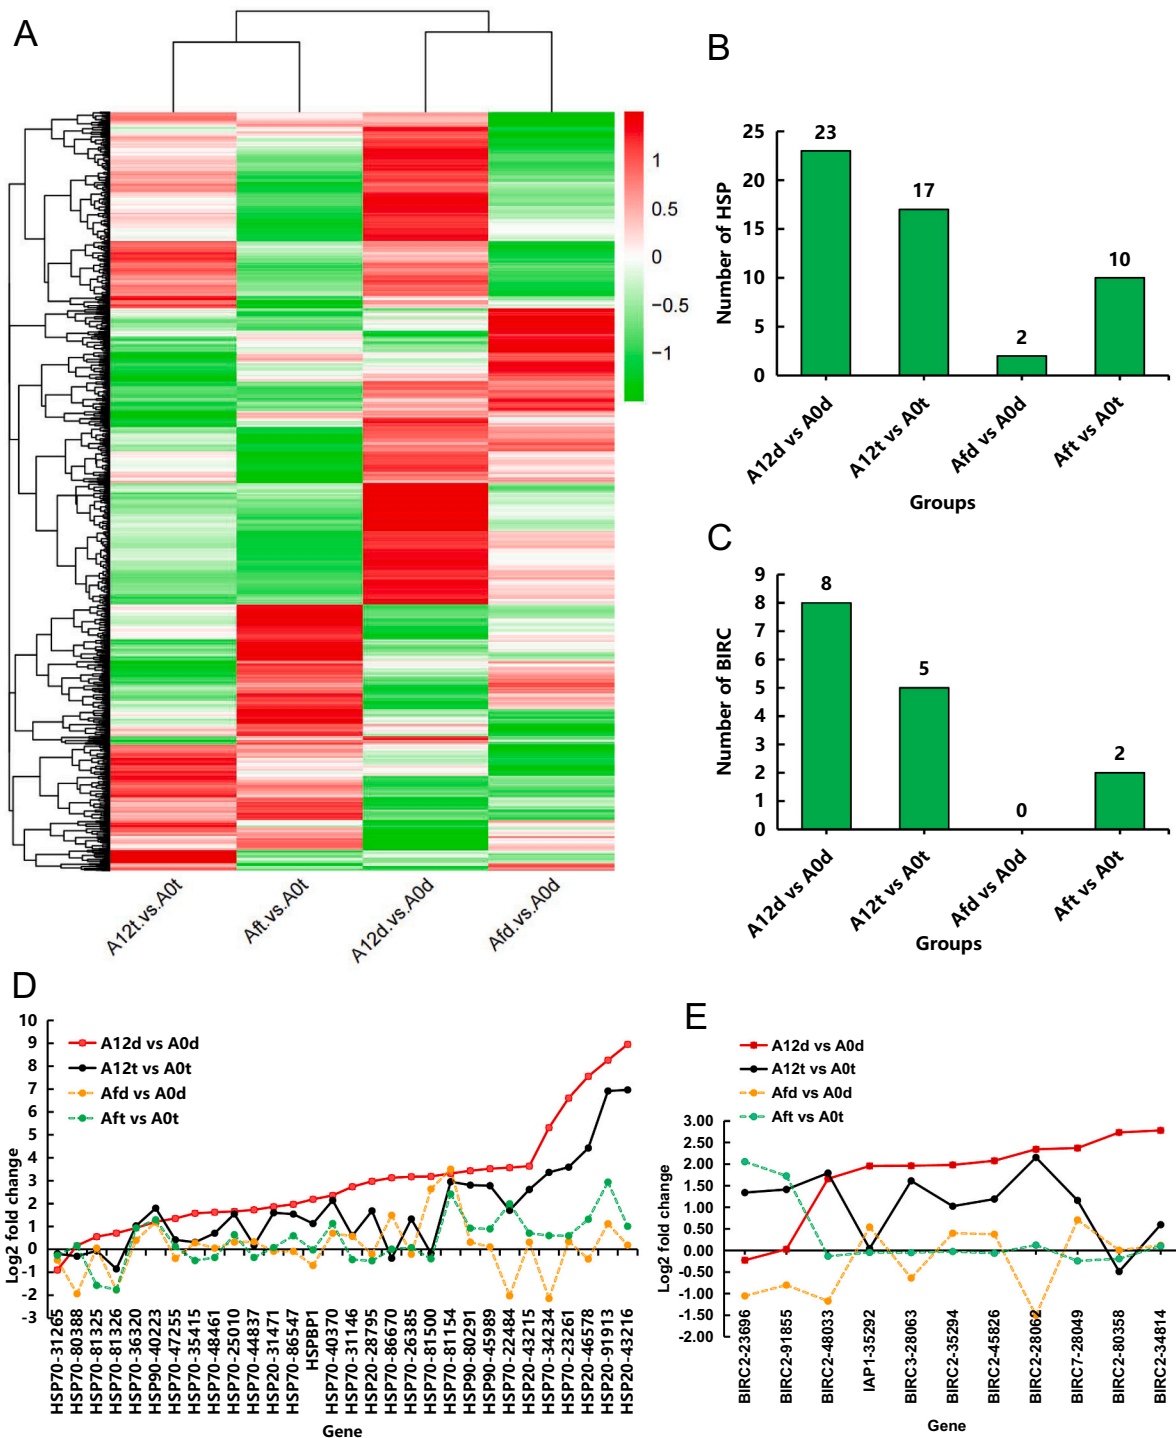 A
1
0.5
0
−0.5
−1
A12t.vs.A0t
Aft.vs.A0t
A12d.vs.A0d
Afd.vs.A0d
B
Number of HSP
25
20
15
10
5
0
23
17
2
10
A12d vs A0d
A12t vs A0t
Afd vs A0d
Aft vs A0t
Groups
C
Number of BIRC
9
8
7
6
5
4
3
2
1
0
8
5
0
2
A12d vs A0d
A12t vs A0t
Afd vs A0d
Aft vs A0t
Groups
D
Log2 fold change
10
9
8
7
6
5
4
3
2
1
0
-1
-2
-3
A12d vs A0d
A12t vs A0t
Afd vs A0d
Aft vs A0t
HSP70-31265
HSP70-80388
HSP70-81325
HSP70-81326
HSP70-36320
HSP90-40223
HSP70-47255
HSP70-35415
HSP70-48461
HSP70-25010
HSP70-44837
HSP20-31471
HSP70-86547
HSPBP1
HSP70-40370
HSP70-31146
HSP20-28795
HSP70-86670
HSP70-26385
HSP70-81500
HSP70-81154
HSP90-80291
HSP90-45989
HSP70-22484
HSP20-43215
HSP70-34234
HSP70-23261
HSP20-46578
HSP20-91913
HSP20-43216
Gene
E
Log2 fold change
A12d vs A0d
A12t vs A0t
Afd vs A0d
Aft vs A0t
3.00
2.50
2.00
1.50
1.00
0.50
0.00
-0.50
-1.00
-1.50
-2.00
BIRC2-23696
BIRC2-91855
BIRC2-48033
IAP1-35292
BIRC3-28063
BIRC2-35294
BIRC2-45826
BIRC2-28062
BIRC7-28049
BIRC2-80358
BIRC2-34814
Gene